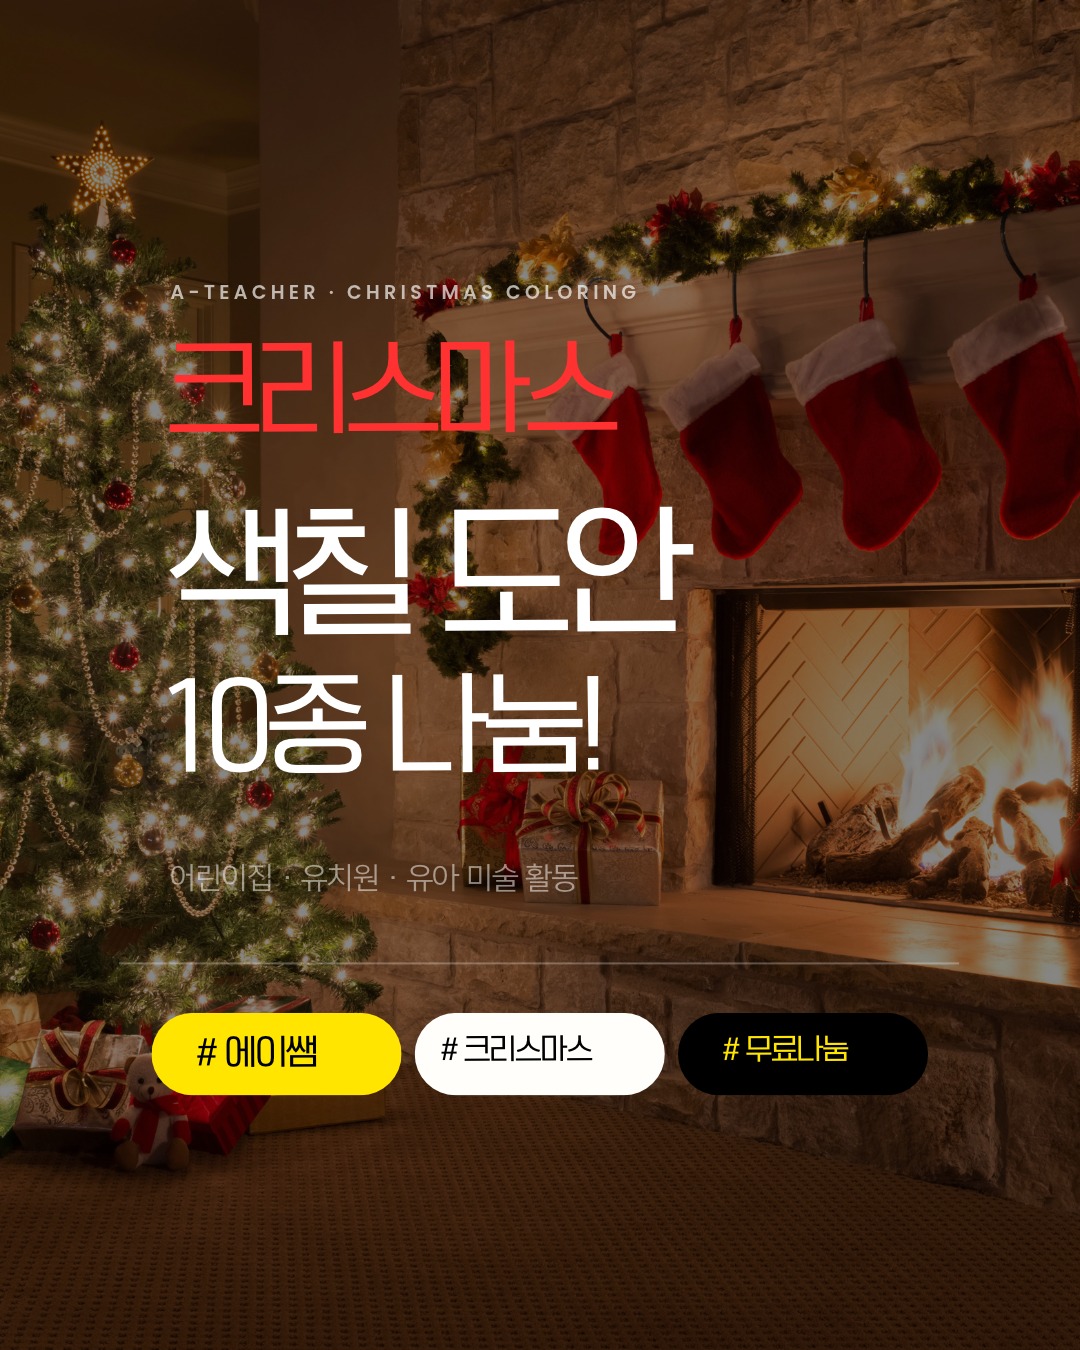 A-TEACHER · CHRISTMAS COLORING
크리스마스
색칠 도안
10종 나눔!
어린이집 · 유치원 · 유아 미술 활동
# 에이쌤
# 크리스마스
# 무료나눔